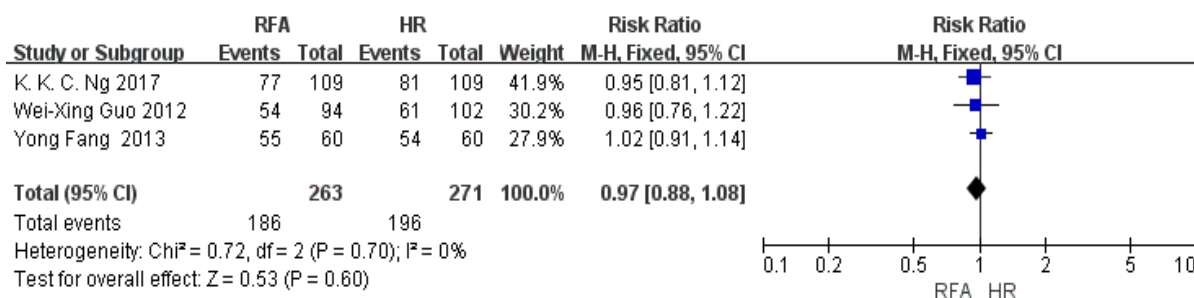 RFA HR Risk Ratio Risk Ratio
Study or Subgroup Events Total Events Total Weight M-H, Fixed, 95% CI M-H, Fixed, 95% CI
K. K. C. Ng 2017 77 109 81 109 41.9% 0.95 [0.81, 1.12]
Wei-Xing Guo 2012 54 94 61 102 30.2% 0.96 [0.76, 1.22]
Yong Fang 2013 55 60 54 60 27.9% 1.02 [0.91, 1.14]
Total (95% CI) 263 271 100.0% 0.97 [0.88, 1.08]
Total events 186 196
Heterogeneity: Chi² = 0.72, df = 2 (P = 0.70); I² = 0%
Test for overall effect: Z = 0.53 (P = 0.60)
0.1 0.2 0.5 1 2 5 10
RFA HR